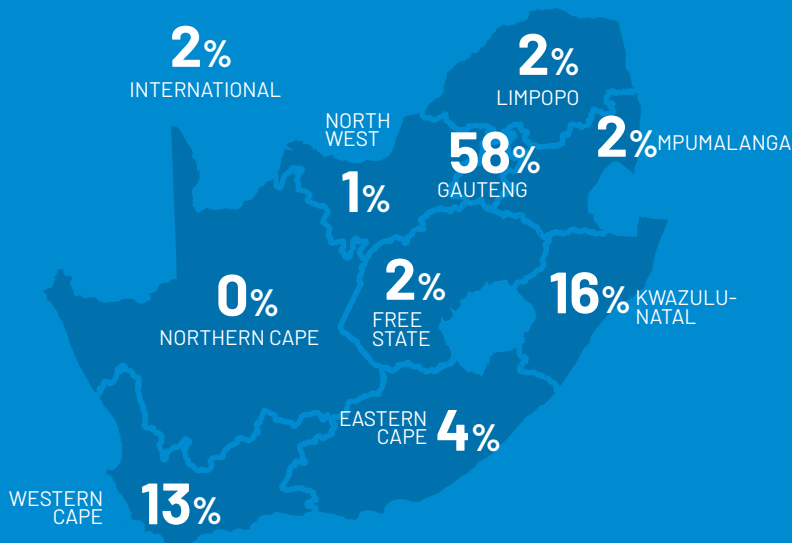 2%
INTERNATIONAL
2%
LIMPOPO
NORTH
WEST
1%
58%
GAUTENG
2% MPUMALANGA
0%
NORTHERN CAPE
2%
FREE
STATE
16% KWAZULU-
NATAL
EASTERN
CAPE 4%
WESTERN
CAPE 13%